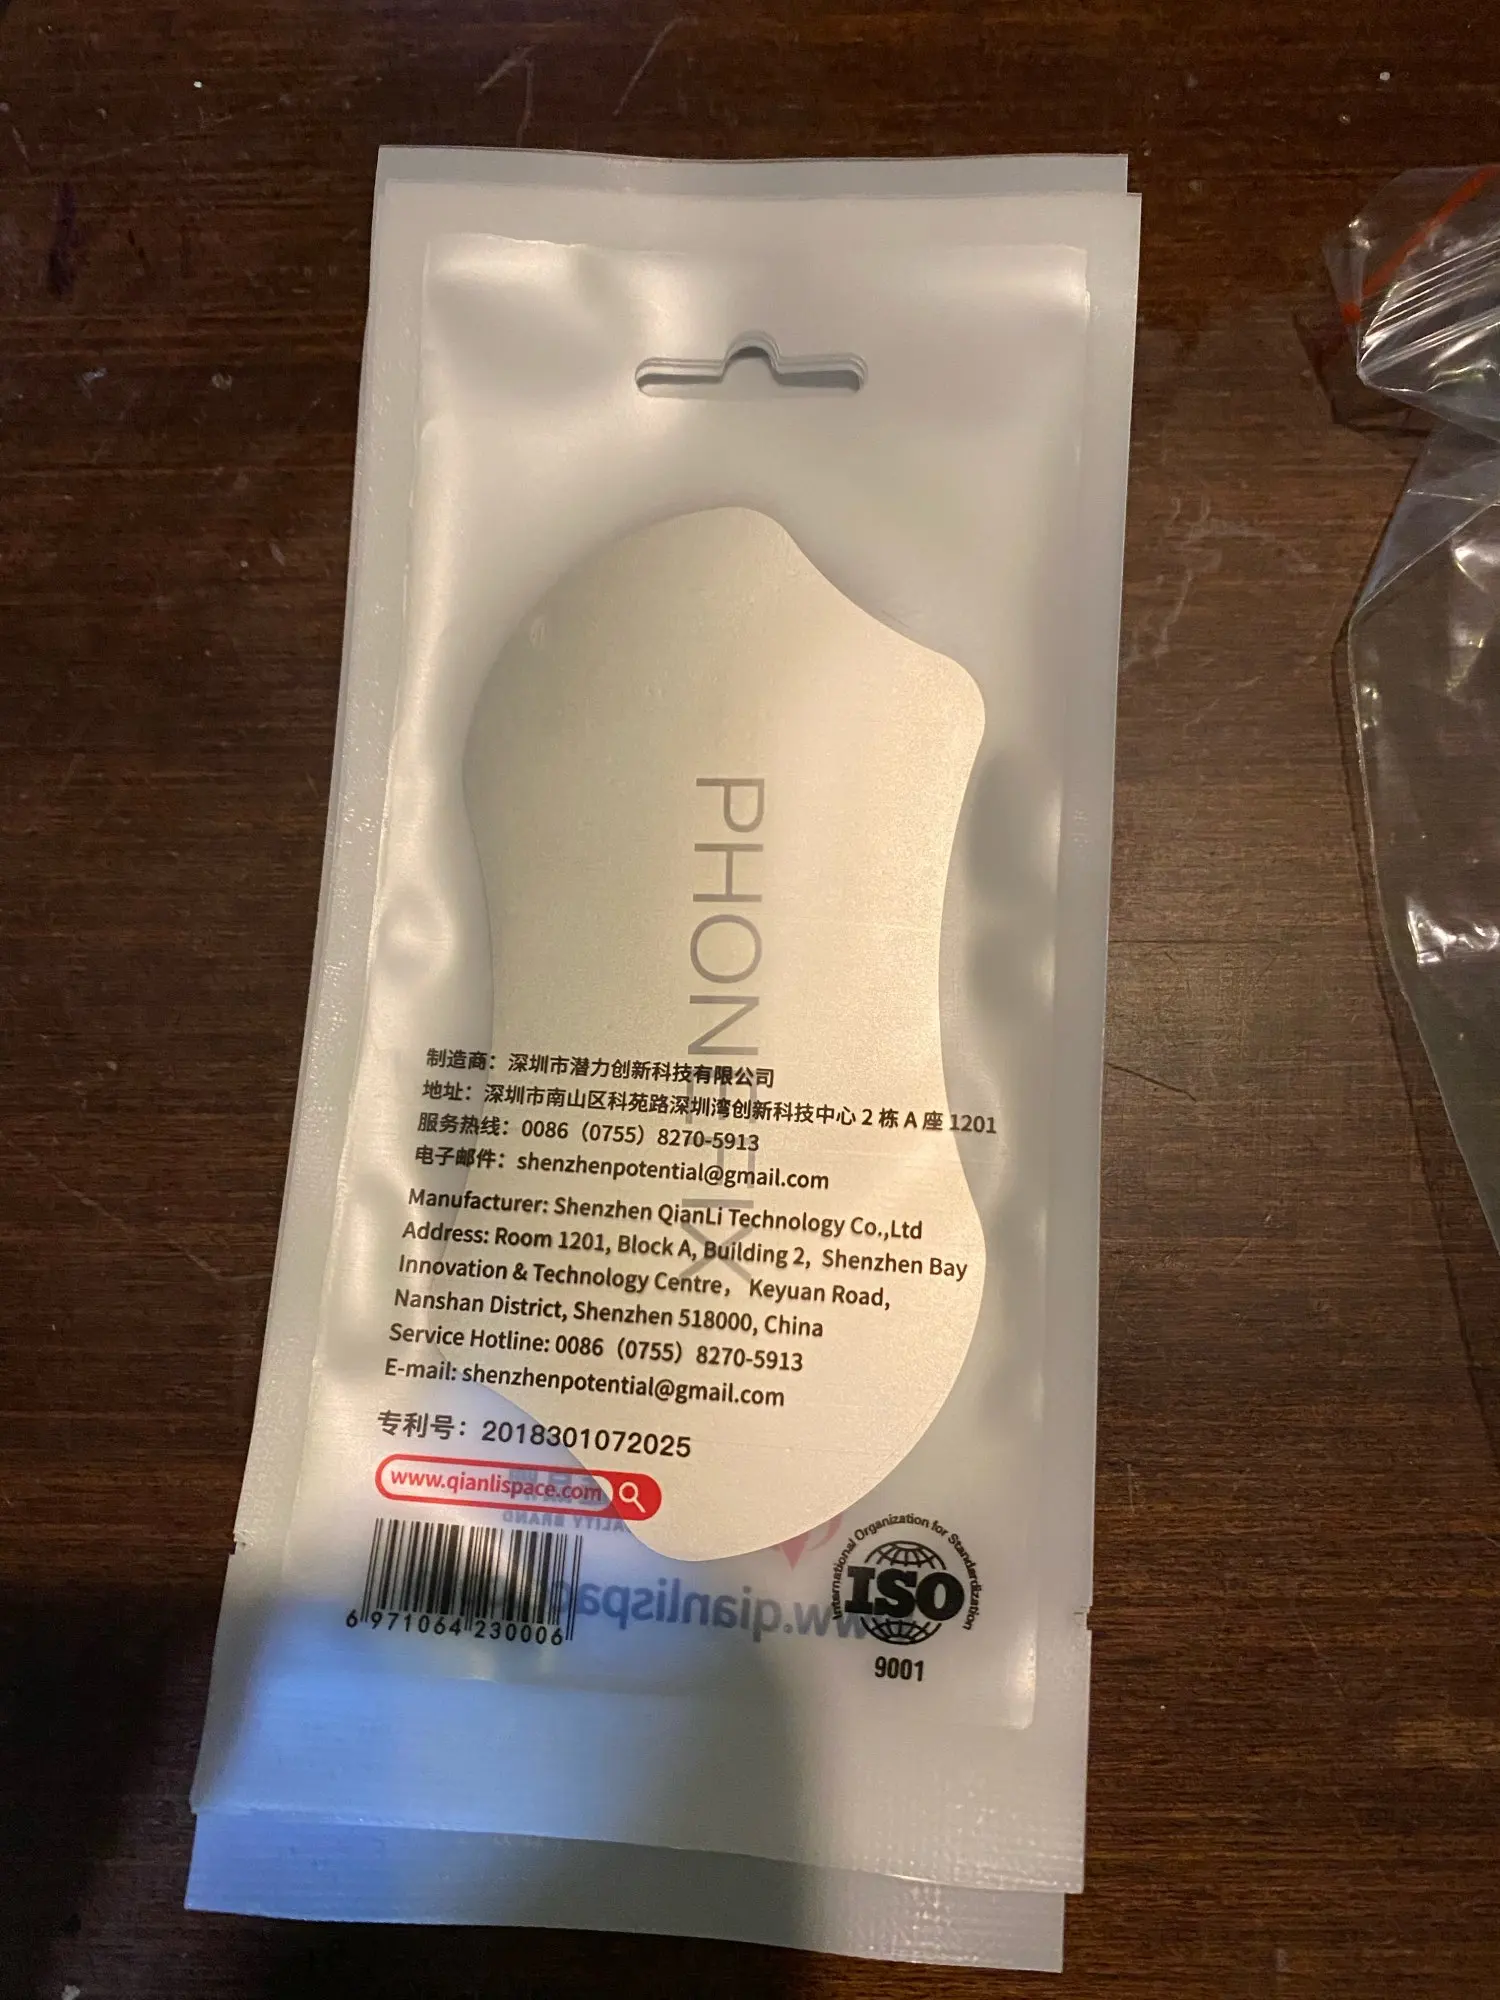 PHONEFIX
制造商：深圳市潜力创新科技有限公司
地址：深圳市南山区科苑路深圳湾创新科技中心 2 栋 A 座 1201
服务热线：0086（0755）8270-5913
电子邮件：shenzhenpotential@gmail.com
Manufacturer: Shenzhen QianLi Technology Co.,Ltd
Address: Room 1201, Block A, Building 2, Shenzhen Bay
Innovation & Technology Centre， Keyuan Road,
Nanshan District, Shenzhen 518000, China
Service Hotline: 0086（0755）8270-5913
E-mail: shenzhenpotential@gmail.com
专利号：2018301072025
www.qianlispace.com
ALITY BRAND
ww.qianlispac
6 971064 230006
International Organization for Standardization
ISO
9001